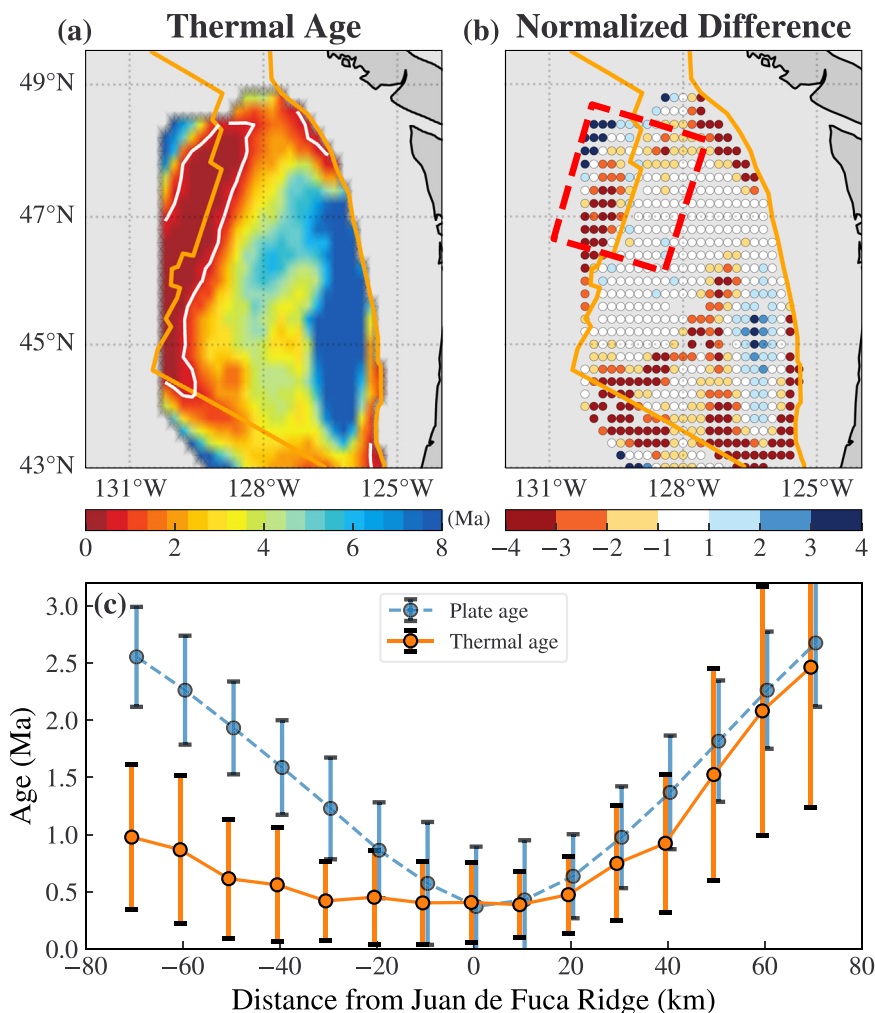 (a) Thermal Age
(b) Normalized Difference
49°N
47°N
45°N
43°N
131°W 128°W 125°W
131°W 128°W 125°W
0 2 4 6 8 (Ma)
−4 −3 −2 −1 1 2 3 4
(c)
Plate age
Thermal age
3.0
2.5
2.0
1.5
1.0
0.5
0.0
Age (Ma)
−80 −60 −40 −20 0 20 40 60 80
Distance from Juan de Fuca Ridge (km)